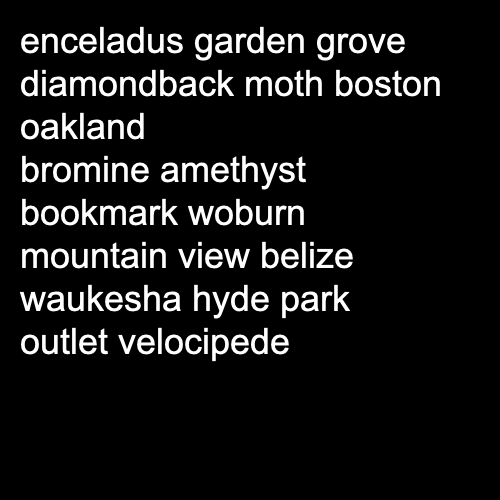 enceladus garden grove
diamondback moth boston
oakland
bromine amethyst
bookmark woburn
mountain view belize
waukesha hyde park
outlet velocipede